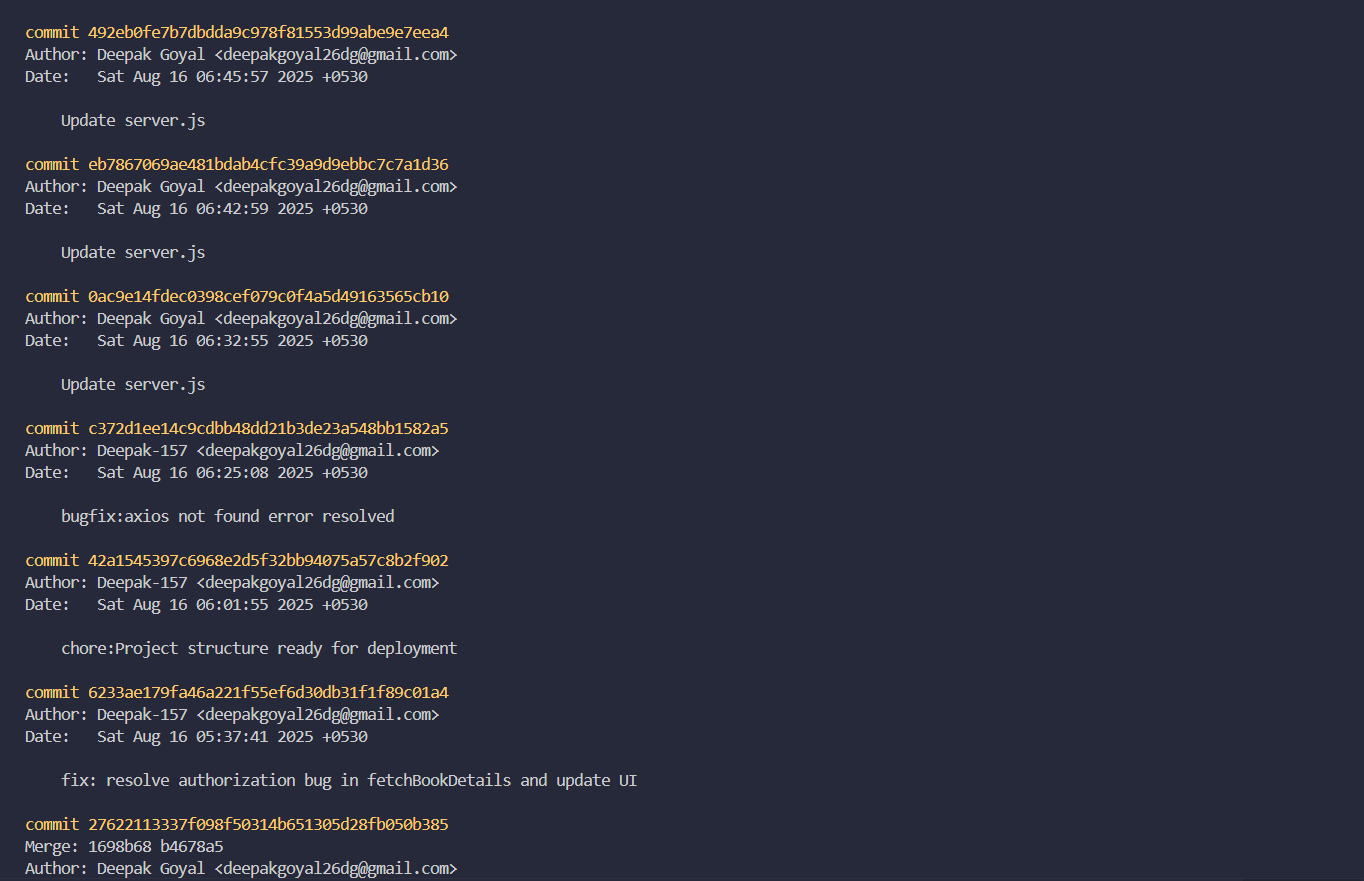 commit 492eb0fe7b7dbdda9c978f81553d99abe9e7eea4
Author: Deepak Goyal <deepakgoyal26dg@gmail.com>
Date:   Sat Aug 16 06:45:57 2025 +0530
Update server.js
commit eb7867069ae481bdab4cfc39a9d9ebbc7c7a1d36
Author: Deepak Goyal <deepakgoyal26dg@gmail.com>
Date:   Sat Aug 16 06:42:59 2025 +0530
Update server.js
commit 0ac9e14fdec0398cef079c0f4a5d49163565cb10
Author: Deepak Goyal <deepakgoyal26dg@gmail.com>
Date:   Sat Aug 16 06:32:55 2025 +0530
Update server.js
commit c372d1ee14c9cdbb48dd21b3de23a548bb1582a5
Author: Deepak-157 <deepakgoyal26dg@gmail.com>
Date:   Sat Aug 16 06:25:08 2025 +0530
bugfix:axios not found error resolved
commit 42a1545397c6968e2d5f32bb94075a57c8b2f902
Author: Deepak-157 <deepakgoyal26dg@gmail.com>
Date:   Sat Aug 16 06:01:55 2025 +0530
chore:Project structure ready for deployment
commit 6233ae179fa46a221f55ef6d30db31f1f89c01a4
Author: Deepak-157 <deepakgoyal26dg@gmail.com>
Date:   Sat Aug 16 05:37:41 2025 +0530
fix: resolve authorization bug in fetchBookDetails and update UI
commit 27622113337f098f50314b651305d28fb050b385
Merge: 1698b68 b4678a5
Author: Deepak Goyal <deepakgoyal26dg@gmail.com>